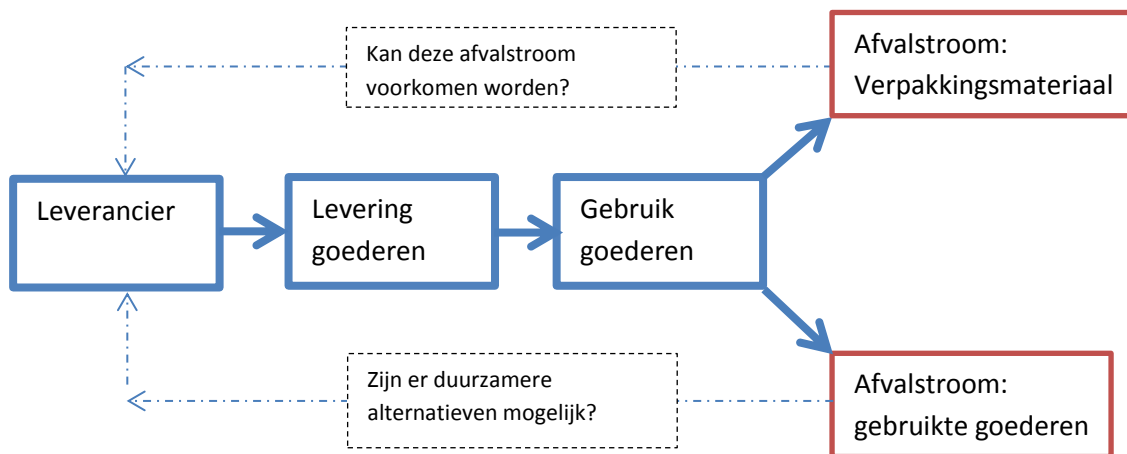 Kan deze afvalstroom
voorkomen worden?
Afvalstroom:
Verpakkingsmateriaal
Leverancier
Levering
goederen
Gebruik
goederen
Zijn er duurzamere
alternatieven mogelijk?
Afvalstroom:
gebruikte goederen